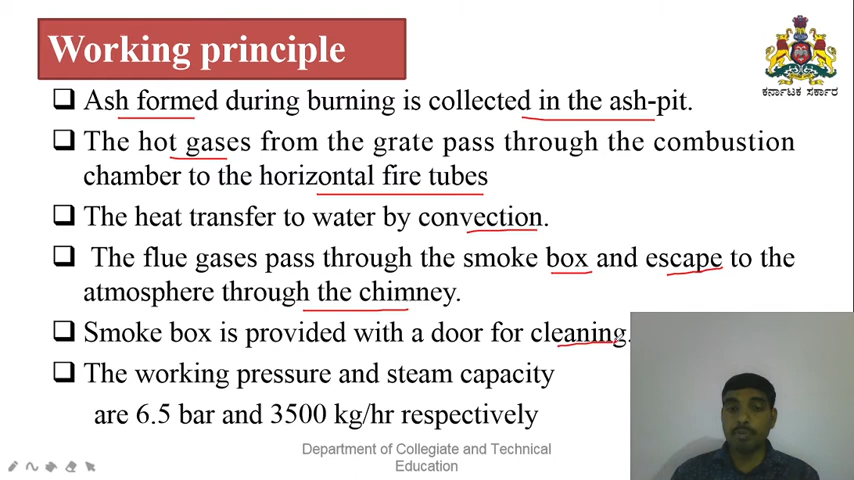 Working principle
ಕರ್ನಾಟಕ ಸರ್ಕಾರ
❑ Ash formed during burning is collected in the ash-pit.
❑ The hot gases from the grate pass through the combustion
chamber to the horizontal fire tubes
❑ The heat transfer to water by convection.
❑ The flue gases pass through the smoke box and escape to the
atmosphere through the chimney.
❑ Smoke box is provided with a door for cleaning.
❑ The working pressure and steam capacity
are 6.5 bar and 3500 kg/hr respectively
Department of Collegiate and Technical
Education